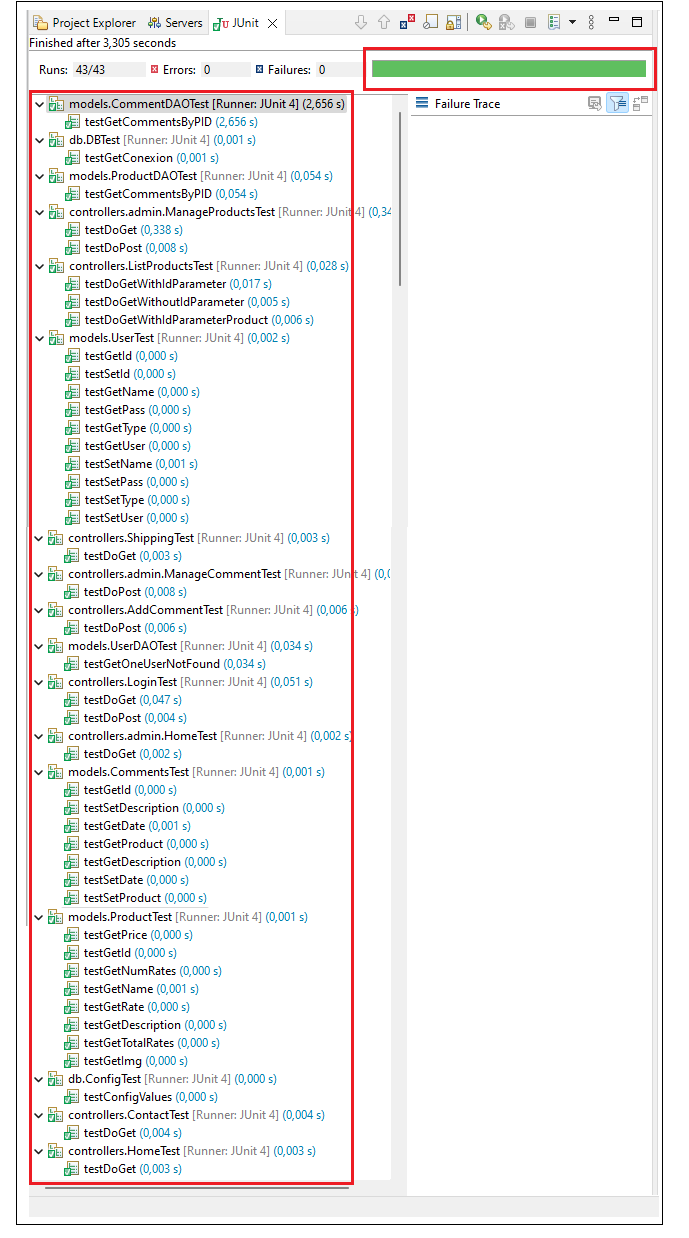 Project Explorer Servers JUnit
Finished after 3,305 seconds
Runs: 43/43 Errors: 0 Failures: 0
models.CommentDAOTest [Runner: JUnit 4] (2,656 s)
Failure Trace
testGetCommentsByPID (2,656 s)
db.DBTest [Runner: JUnit 4] (0,001 s)
testGetConexion (0,001 s)
models.ProductDAOTest [Runner: JUnit 4] (0,054 s)
testGetCommentsByPID (0,054 s)
controllers.admin.ManageProductsTest [Runner: JUnit 4] (0,34
testDoGet (0,338 s)
testDoPost (0,008 s)
controllers.ListProductsTest [Runner: JUnit 4] (0,028 s)
testDoGetWithIdParameter (0,017 s)
testDoGetWithoutIdParameter (0,005 s)
testDoGetWithIdParameterProduct (0,006 s)
models.UserTest [Runner: JUnit 4] (0,002 s)
testGetId (0,000 s)
testSetId (0,000 s)
testGetName (0,000 s)
testGetPass (0,000 s)
testGetType (0,000 s)
testGetUser (0,000 s)
testSetName (0,001 s)
testSetPass (0,000 s)
testSetType (0,000 s)
testSetUser (0,000 s)
controllers.ShippingTest [Runner: JUnit 4] (0,003 s)
testDoGet (0,003 s)
controllers.admin.ManageCommentTest [Runner: JUnit 4] (0,0
testDoPost (0,008 s)
controllers.AddCommentTest [Runner: JUnit 4] (0,006 s)
testDoPost (0,006 s)
models.UserDAOTest [Runner: JUnit 4] (0,034 s)
testGetOneUserNotFound (0,034 s)
controllers.LoginTest [Runner: JUnit 4] (0,051 s)
testDoGet (0,047 s)
testDoPost (0,004 s)
controllers.admin.HomeTest [Runner: JUnit 4] (0,002 s)
testDoGet (0,002 s)
models.CommentsTest [Runner: JUnit 4] (0,001 s)
testGetId (0,000 s)
testSetDescription (0,000 s)
testGetDate (0,001 s)
testGetProduct (0,000 s)
testGetDescription (0,000 s)
testSetDate (0,000 s)
testSetProduct (0,000 s)
models.ProductTest [Runner: JUnit 4] (0,001 s)
testGetPrice (0,000 s)
testGetId (0,000 s)
testGetNumRates (0,000 s)
testGetName (0,001 s)
testGetRate (0,000 s)
testGetDescription (0,000 s)
testGetTotalRates (0,000 s)
testGetImg (0,000 s)
db.ConfigTest [Runner: JUnit 4] (0,000 s)
testConfigValues (0,000 s)
controllers.ContactTest [Runner: JUnit 4] (0,004 s)
testDoGet (0,004 s)
controllers.HomeTest [Runner: JUnit 4] (0,003 s)
testDoGet (0,003 s)